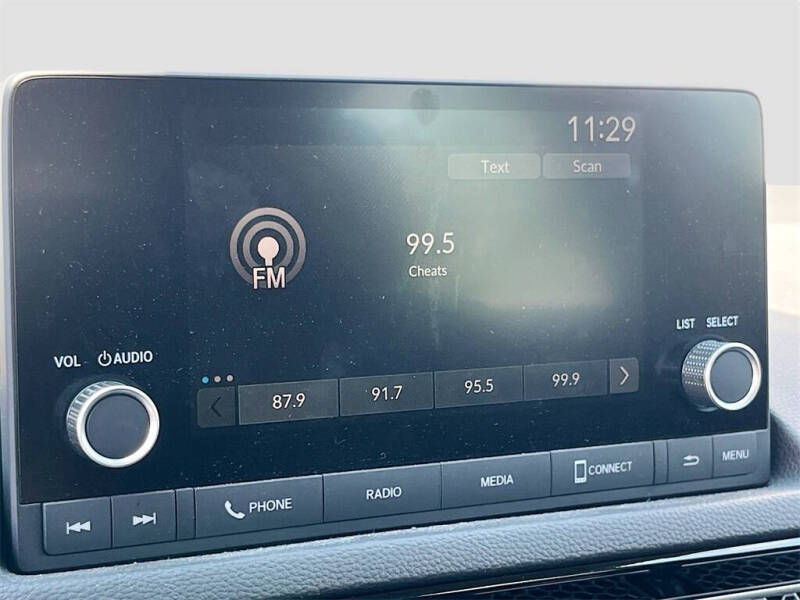 11:29
Text Scan
99.5
FM
Cheats
LIST SELECT
VOL AUDIO
87.9 91.7 95.5 99.9
PHONE RADIO MEDIA CONNECT MENU